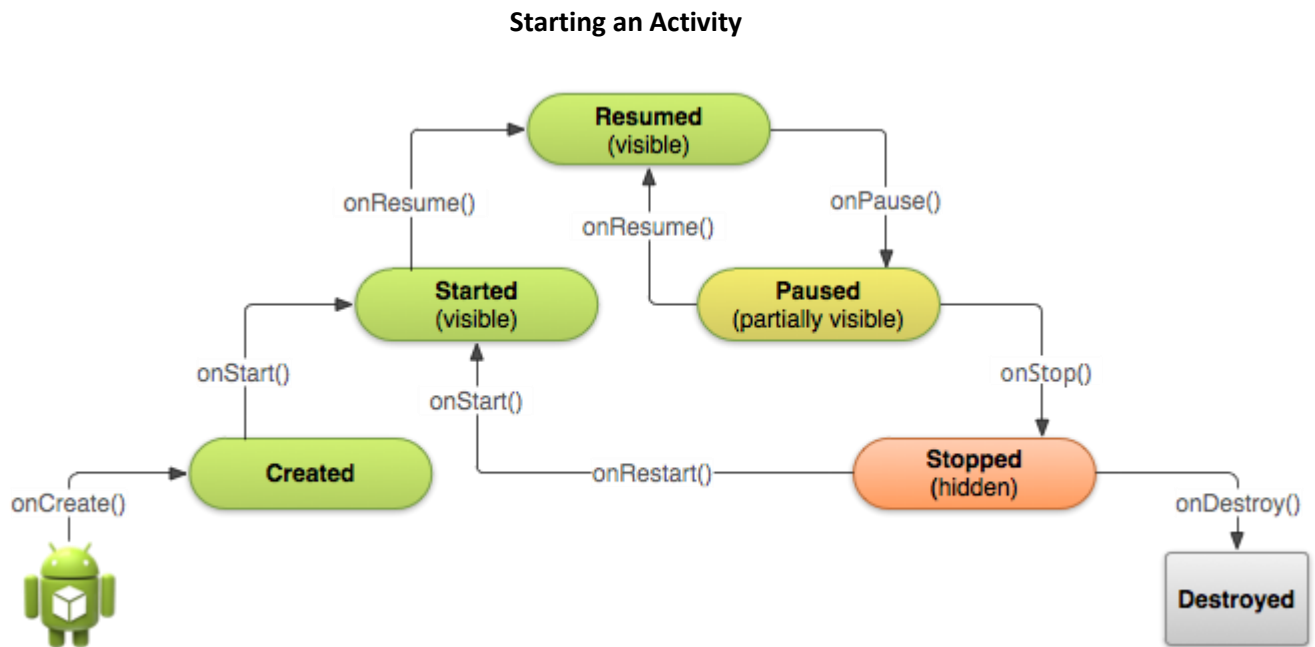 Starting an Activity
Resumed
(visible)
onResume()
onResume()
onPause()
Started
(visible)
Paused
(partially visible)
onStart()
onStart()
onStop()
Created
onRestart()
Stopped
(hidden)
onCreate()
onDestroy()
Destroyed